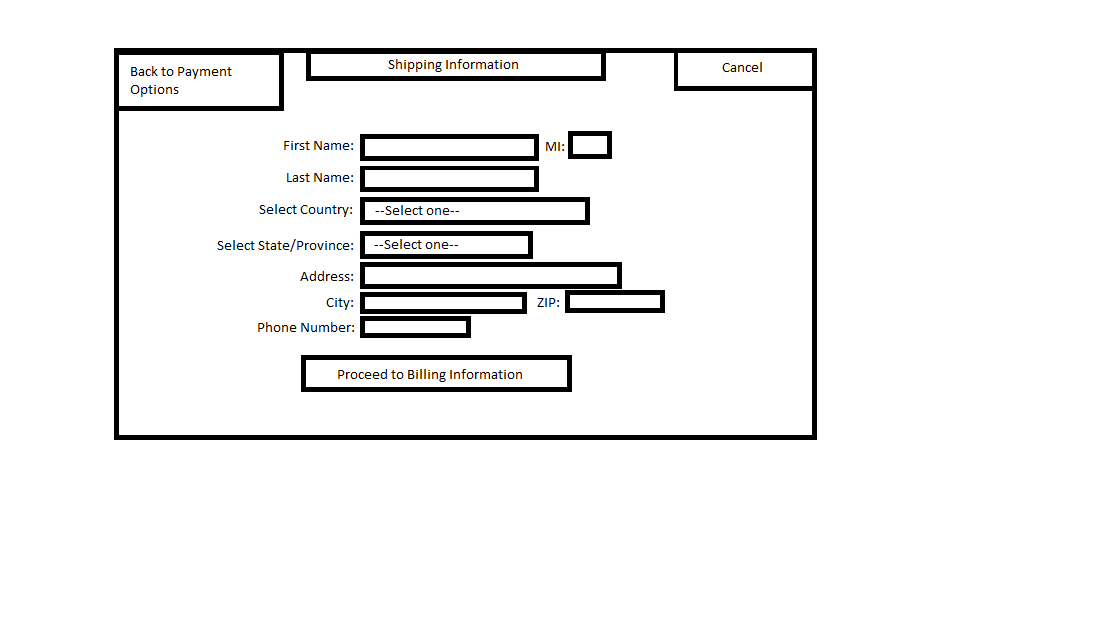 Back to Payment
Options
Shipping Information
Cancel
First Name:
MI:
Last Name:
Select Country:
--Select one--
Select State/Province:
--Select one--
Address:
City:
ZIP:
Phone Number:
Proceed to Billing Information